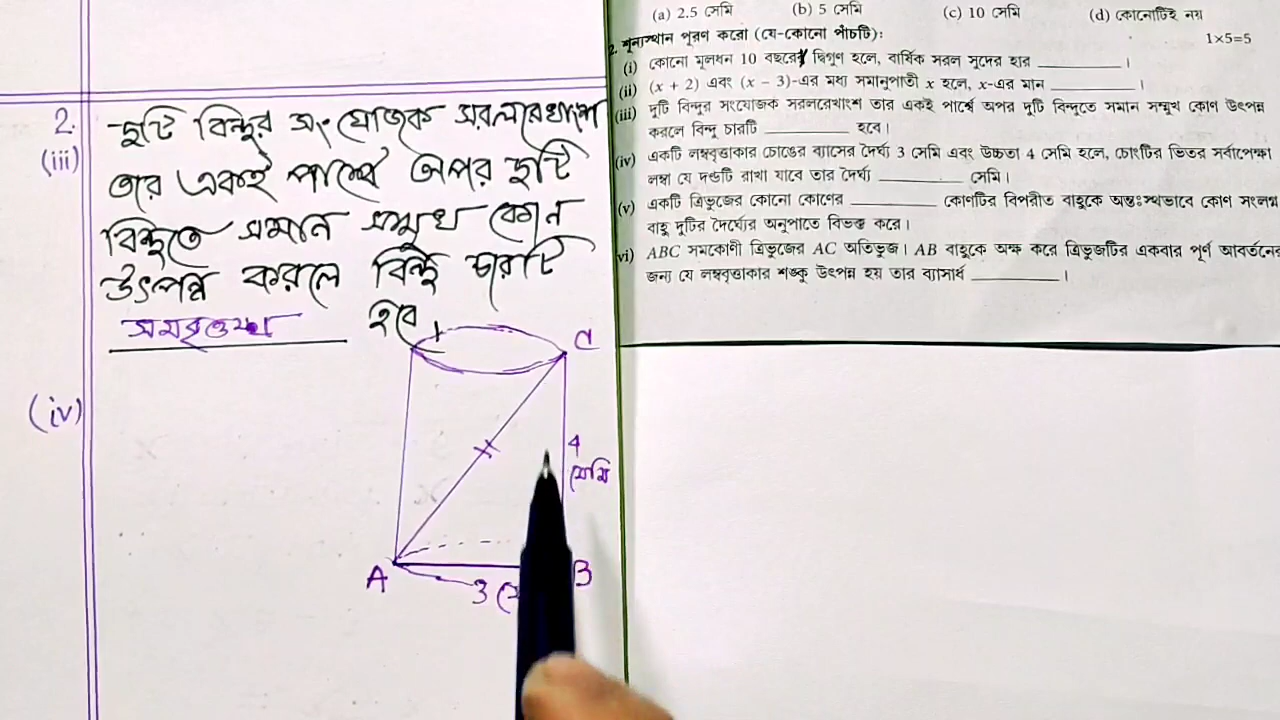 2. দুটি বিন্দুর সংযোজক সরলরেখাংশ
(iii) তার একই পার্শ্বে অপর দুটি
বিন্দুতে সমান সম্মুখ কোন
উৎপন্ন করলে বিন্দু চারটি
সমবৃত্তস্থ হবে।
(iv)
C
4
সেমি
A
B
3
(a) 2.5 সেমি (b) 5 সেমি (c) 10 সেমি (d) কোনোটিই নয়
2. শূন্যস্থান পূরণ করো (যে-কোনো পাঁচটি): 1×5=5
(i) কোনো মূলধন 10 বছরে দ্বিগুণ হলে, বার্ষিক সরল সুদের হার ________ ।
(ii) (x + 2) এবং (x − 3)-এর মধ্য সমানুপাতী x হলে, x-এর মান ________ ।
(iii) দুটি বিন্দুর সংযোজক সরলরেখাংশ তার একই পার্শ্বে অপর দুটি বিন্দুতে সমান সম্মুখ কোণ উৎপন্ন
করলে বিন্দু চারটি ________ হবে।
(iv) একটি লম্ববৃত্তাকার চোঙের ব্যাসের দৈর্ঘ্য 3 সেমি এবং উচ্চতা 4 সেমি হলে, চোংটির ভিতর সর্বাপেক্ষা
লম্বা যে দণ্ডটি রাখা যাবে তার দৈর্ঘ্য ________ সেমি।
(v) একটি ত্রিভুজের কোনো কোণের ________ কোণটির বিপরীত বাহুকে অন্তঃস্থভাবে কোণ সংলগ্ন
বাহু দুটির দৈর্ঘ্যের অনুপাতে বিভক্ত করে।
vi) ABC সমকোণী ত্রিভুজের AC অতিভুজ। AB বাহুকে অক্ষ করে ত্রিভুজটির একবার পূর্ণ আবর্তনের
জন্য যে লম্ববৃত্তাকার শঙ্কু উৎপন্ন হয় তার ব্যাসার্ধ ________ ।